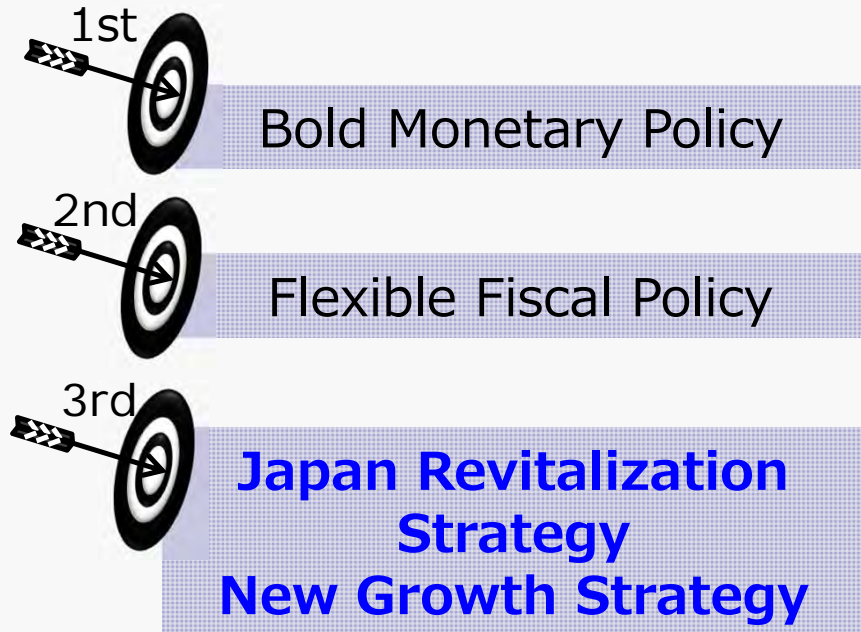 1st
Bold Monetary Policy
2nd
Flexible Fiscal Policy
3rd
Japan Revitalization
Strategy
New Growth Strategy